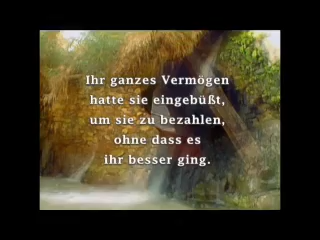 Ihr ganzes Vermögen
hatte sie eingebüßt,
um sie zu bezahlen,
ohne dass es
ihr besser ging.